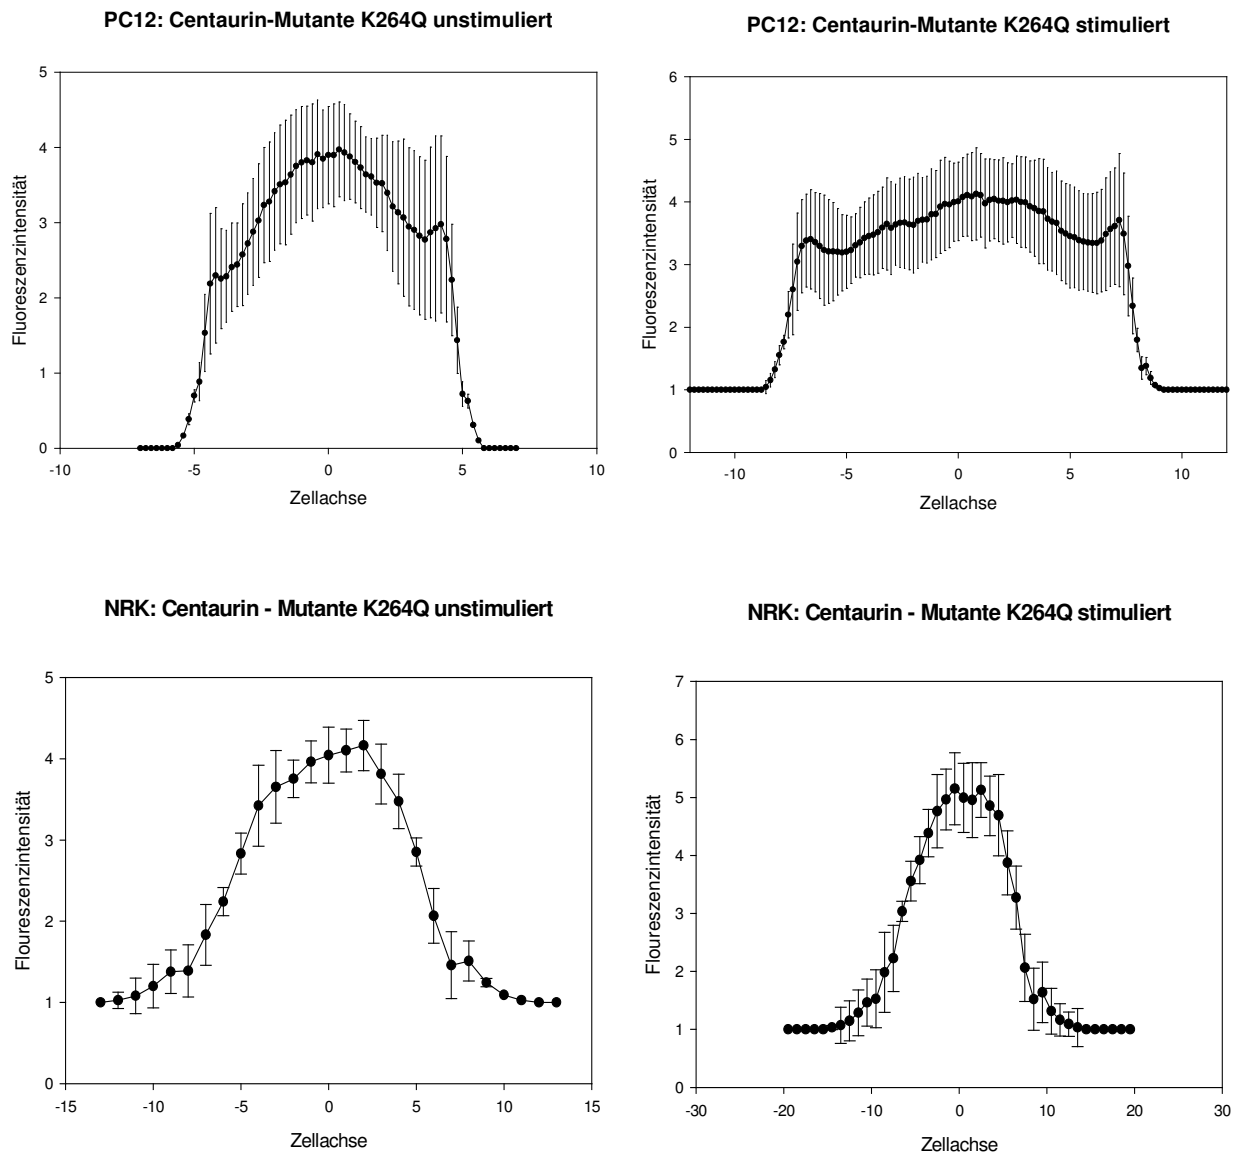 PC12: Centaurin-Mutante K264Q unstimuliert
5
4
3
2
1
0
Fluoreszenzintensität
-10 -5 0 5 10
Zellachse
PC12: Centaurin-Mutante K264Q stimuliert
6
5
4
3
2
1
0
Fluoreszenzintensität
-10 -5 0 5 10
Zellachse
NRK: Centaurin - Mutante K264Q unstimuliert
5
4
3
2
1
0
Floureszenzintensität
-15 -10 -5 0 5 10 15
Zellachse
NRK: Centaurin - Mutante K264Q stimuliert
7
6
5
4
3
2
1
0
Floureszenzintensität
-30 -20 -10 0 10 20 30
Zellachse